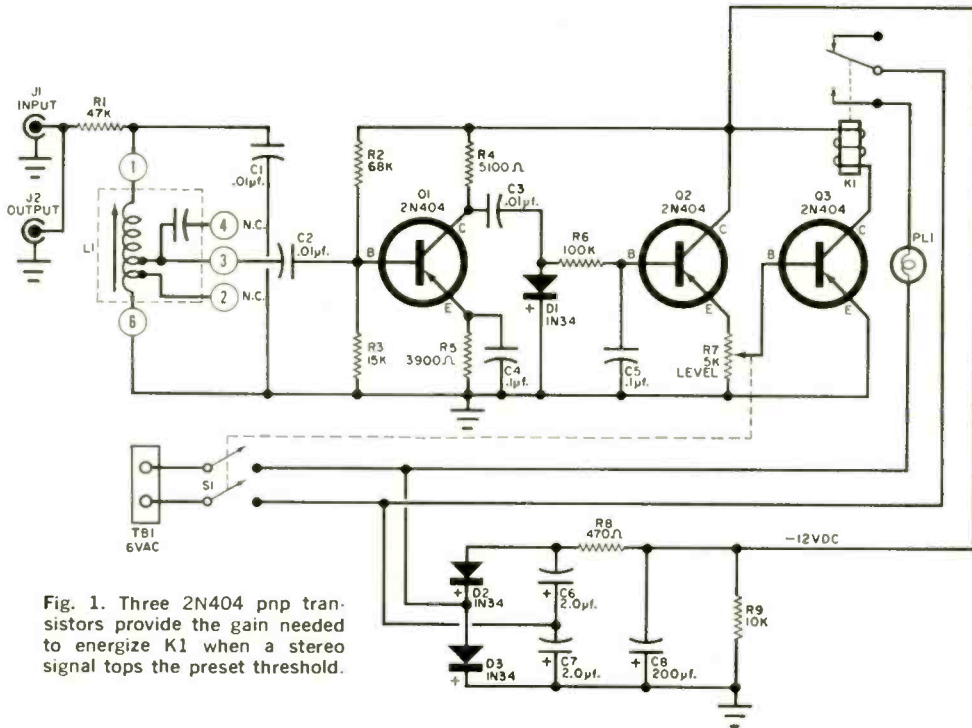 J1
INPUT
R1
47K
J2
OUTPUT
1
C1
.01µf.
L1
4
N.C.
3
2
N.C.
6
C2
.01µf.
R2
68K
R3
15K
R4
5100Ω
Q1
2N404
B
C
E
R5
3900Ω
C4
.1µf.
C3
.01µf.
R6
100K
+
D1
1N34
C5
.1µf.
Q2
2N404
B
C
E
R7
5K
LEVEL
Q3
2N404
B
C
E
K1
PL1
S1
TB1
6VAC
R8
470Ω
−12VDC
D2
+
1N34
C6
+
2.0µf.
D3
+
1N34
C7
+
2.0µf.
C8
+
200µf.
R9
10K
Fig. 1. Three 2N404 pnp tran-
sistors provide the gain needed
to energize K1 when a stereo
signal tops the preset threshold.